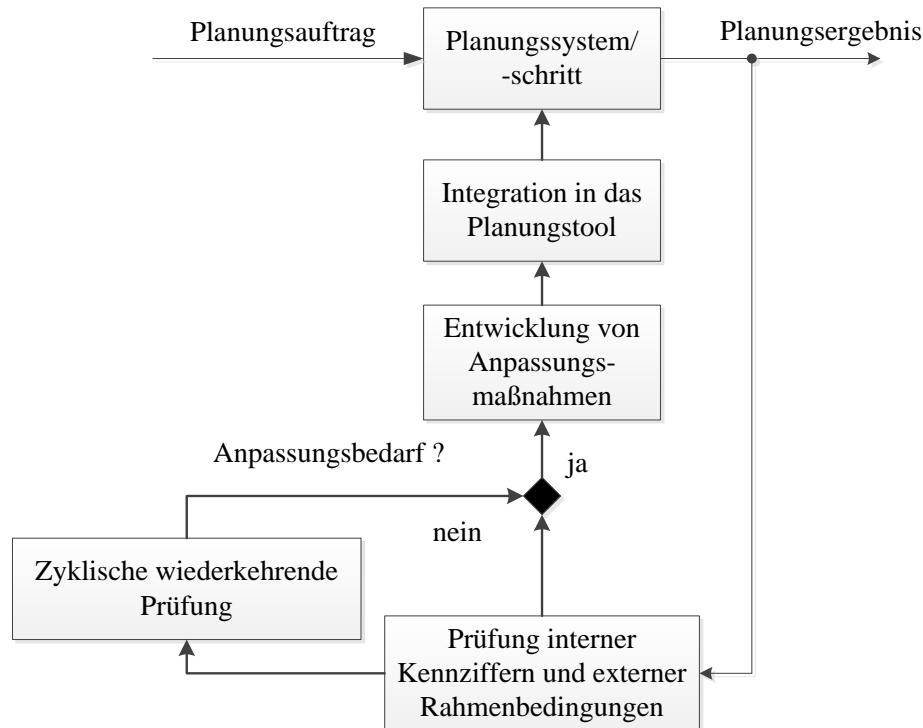 Planungsauftrag
Planungssystem/
-schritt
Planungsergebnis
Integration in das
Planungstool
Entwicklung von
Anpassungs-
maßnahmen
Anpassungsbedarf ?
ja
nein
Zyklische wiederkehrende
Prüfung
Prüfung interner
Kennziffern und externer
Rahmenbedingungen